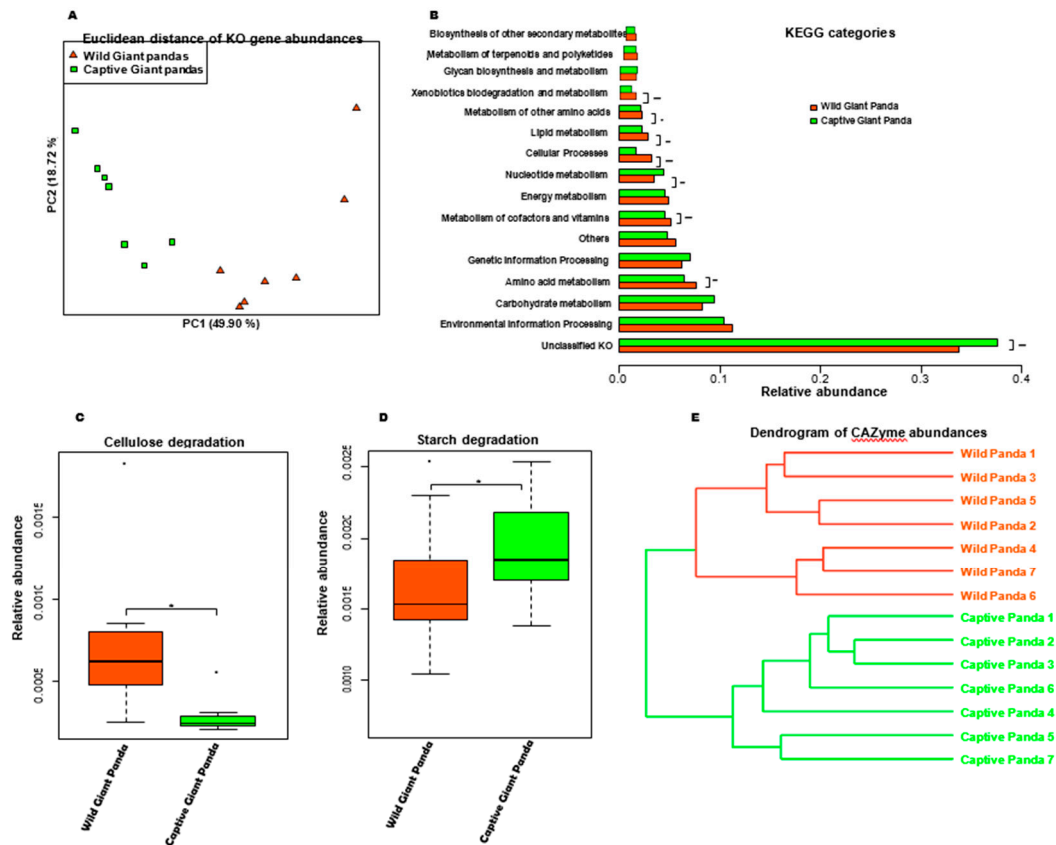 A
Euclidean distance of KO gene abundances
Wild Giant pandas
Captive Giant pandas
PC2 (18.72 %)
PC1 (49.90 %)
B
KEGG categories
Biosynthesis of other secondary metabolites
Metabolism of terpenoids and polyketides
Glycan biosynthesis and metabolism
Xenobiotics biodegradation and metabolism
Metabolism of other amino acids
Lipid metabolism
Cellular Processes
Nucleotide metabolism
Energy metabolism
Metabolism of cofactors and vitamins
Others
Genetic Information Processing
Amino acid metabolism
Carbohydrate metabolism
Environmental Information Processing
Unclassified KO
Wild Giant Panda
Captive Giant Panda
0.0 0.1 0.2 0.3 0.4
Relative abundance
C
Cellulose degradation
Relative abundance
0.0015
0.0010
0.0005
*
Wild Giant Panda
Captive Giant Panda
D
Starch degradation
Relative abundance
0.0025
0.0020
0.0015
0.0010
*
Wild Giant Panda
Captive Giant Panda
E
Dendrogram of CAZyme abundances
Wild Panda 1
Wild Panda 3
Wild Panda 5
Wild Panda 2
Wild Panda 4
Wild Panda 7
Wild Panda 6
Captive Panda 1
Captive Panda 2
Captive Panda 3
Captive Panda 6
Captive Panda 4
Captive Panda 5
Captive Panda 7